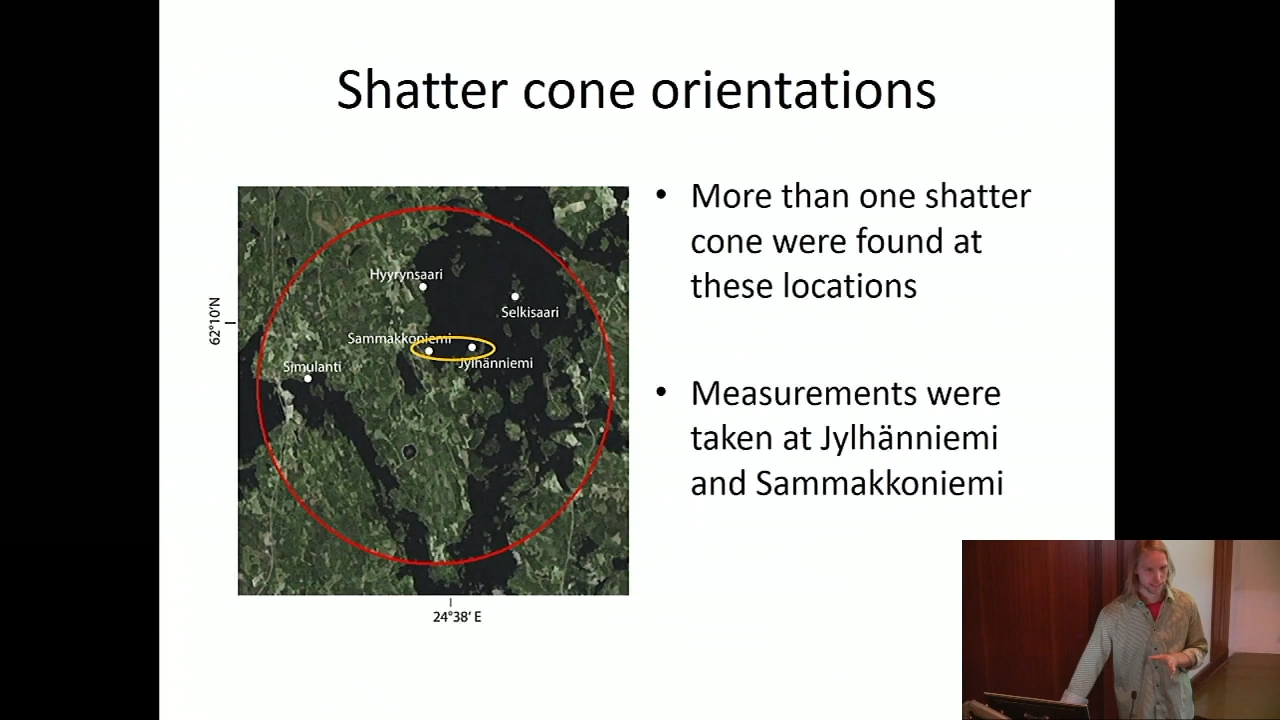 Shatter cone orientations
Hyyrynsaari
Selkisaari
62°10'N
Sammakkoniemi
Jylhänniemi
Simulahti
24°38' E
• More than one shatter
cone were found at
these locations
• Measurements were
taken at Jylhänniemi
and Sammakkoniemi